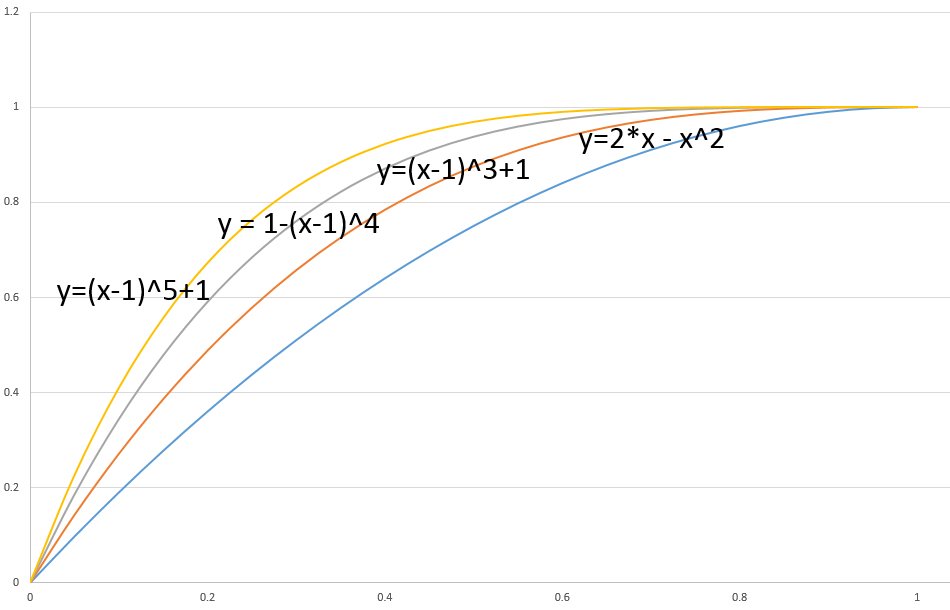 1.2
1
y=2*x - x^2
y=(x-1)^3+1
0.8
y = 1-(x-1)^4
y=(x-1)^5+1
0.6
0.4
0.2
0
0 0.2 0.4 0.6 0.8 1